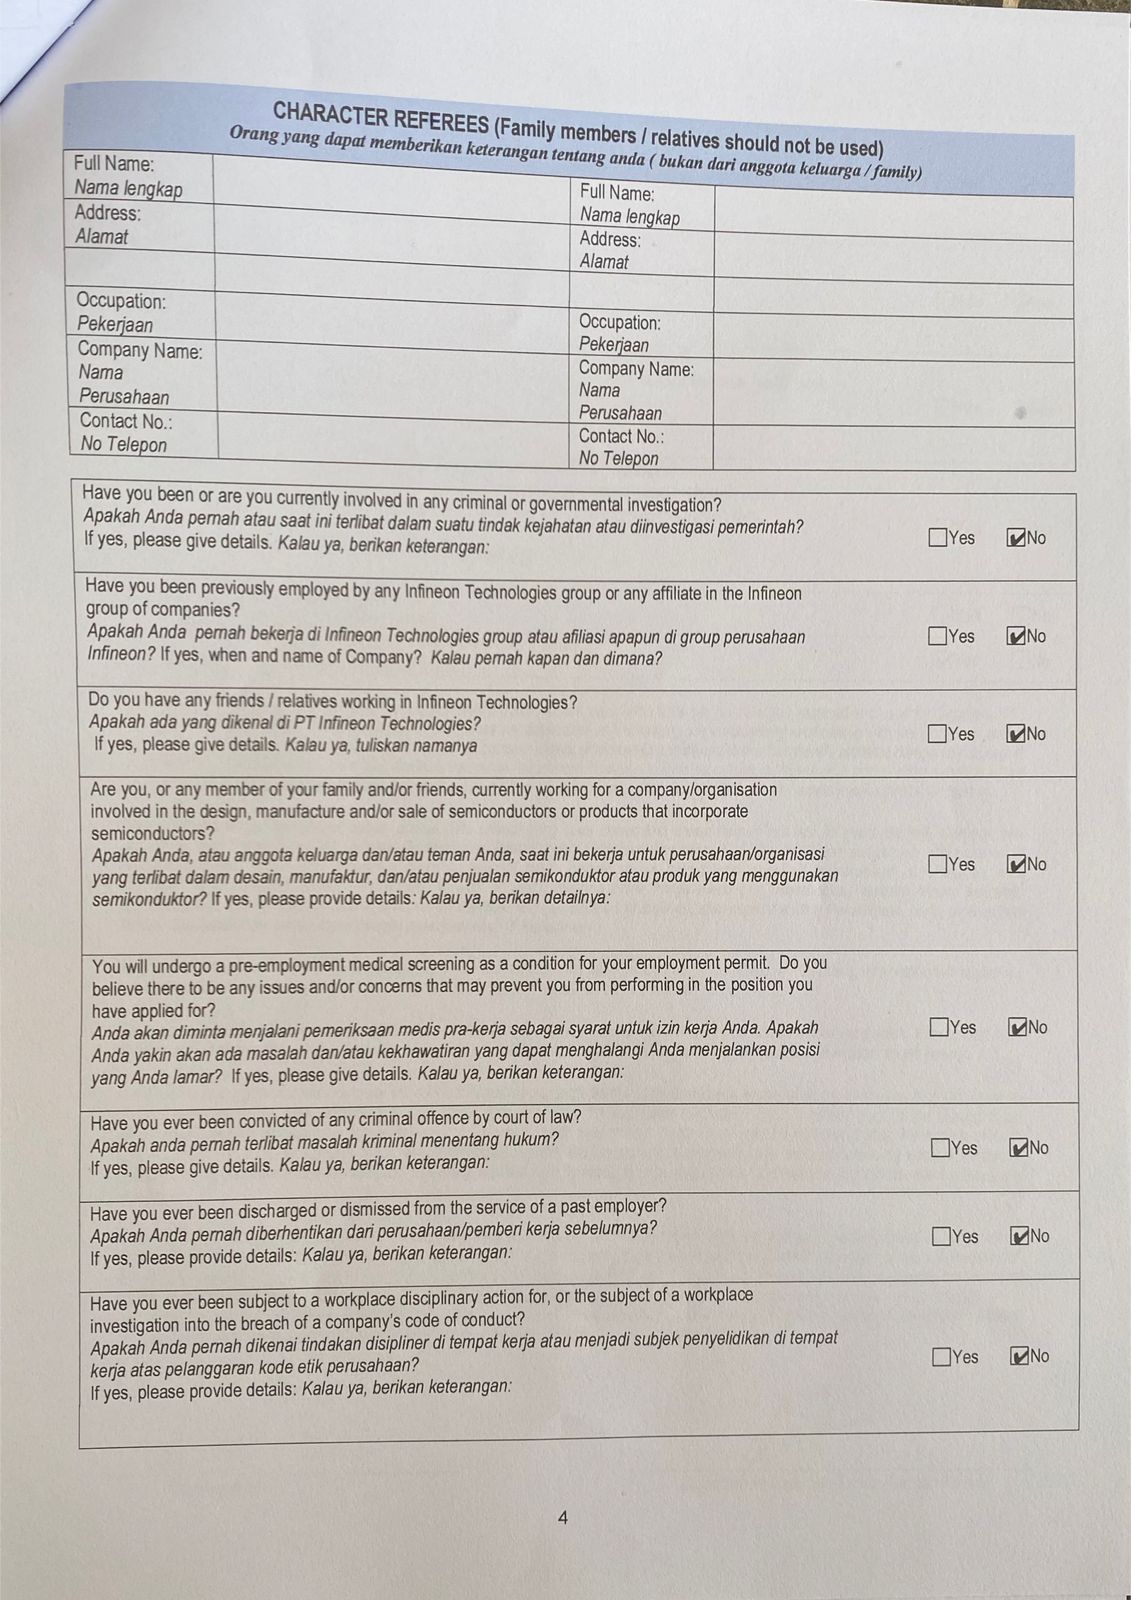 CHARACTER REFEREES (Family members / relatives should not be used)
Orang yang dapat memberikan keterangan tentang anda ( bukan dari anggota keluarga / family)
Full Name:
Nama lengkap
Address:
Alamat
Occupation:
Pekerjaan
Company Name:
Nama
Perusahaan
Contact No.:
No Telepon
Full Name:
Nama lengkap
Address:
Alamat
Occupation:
Pekerjaan
Company Name:
Nama
Perusahaan
Contact No.:
No Telepon
Have you been or are you currently involved in any criminal or governmental investigation?
Apakah Anda pernah atau saat ini terlibat dalam suatu tindak kejahatan atau diinvestigasi pemerintah?
If yes, please give details. Kalau ya, berikan keterangan:
☐Yes ☑No
Have you been previously employed by any Infineon Technologies group or any affiliate in the Infineon
group of companies?
Apakah Anda pernah bekerja di Infineon Technologies group atau afiliasi apapun di group perusahaan
Infineon? If yes, when and name of Company? Kalau pernah kapan dan dimana?
☐Yes ☑No
Do you have any friends / relatives working in Infineon Technologies?
Apakah ada yang dikenal di PT Infineon Technologies?
If yes, please give details. Kalau ya, tuliskan namanya
☐Yes ☑No
Are you, or any member of your family and/or friends, currently working for a company/organisation
involved in the design, manufacture and/or sale of semiconductors or products that incorporate
semiconductors?
Apakah Anda, atau anggota keluarga dan/atau teman Anda, saat ini bekerja untuk perusahaan/organisasi
yang terlibat dalam desain, manufaktur, dan/atau penjualan semikonduktor atau produk yang menggunakan
semikonduktor? If yes, please provide details: Kalau ya, berikan detailnya:
☐Yes ☑No
You will undergo a pre-employment medical screening as a condition for your employment permit. Do you
believe there to be any issues and/or concerns that may prevent you from performing in the position you
have applied for?
Anda akan diminta menjalani pemeriksaan medis pra-kerja sebagai syarat untuk izin kerja Anda. Apakah
Anda yakin akan ada masalah dan/atau kekhawatiran yang dapat menghalangi Anda menjalankan posisi
yang Anda lamar? If yes, please give details. Kalau ya, berikan keterangan:
☐Yes ☑No
Have you ever been convicted of any criminal offence by court of law?
Apakah anda pernah terlibat masalah kriminal menentang hukum?
If yes, please give details. Kalau ya, berikan keterangan:
☐Yes ☑No
Have you ever been discharged or dismissed from the service of a past employer?
Apakah Anda pernah diberhentikan dari perusahaan/pemberi kerja sebelumnya?
If yes, please provide details: Kalau ya, berikan keterangan:
☐Yes ☑No
Have you ever been subject to a workplace disciplinary action for, or the subject of a workplace
investigation into the breach of a company's code of conduct?
Apakah Anda pernah dikenai tindakan disipliner di tempat kerja atau menjadi subjek penyelidikan di tempat
kerja atas pelanggaran kode etik perusahaan?
If yes, please provide details: Kalau ya, berikan keterangan:
☐Yes ☑No
4